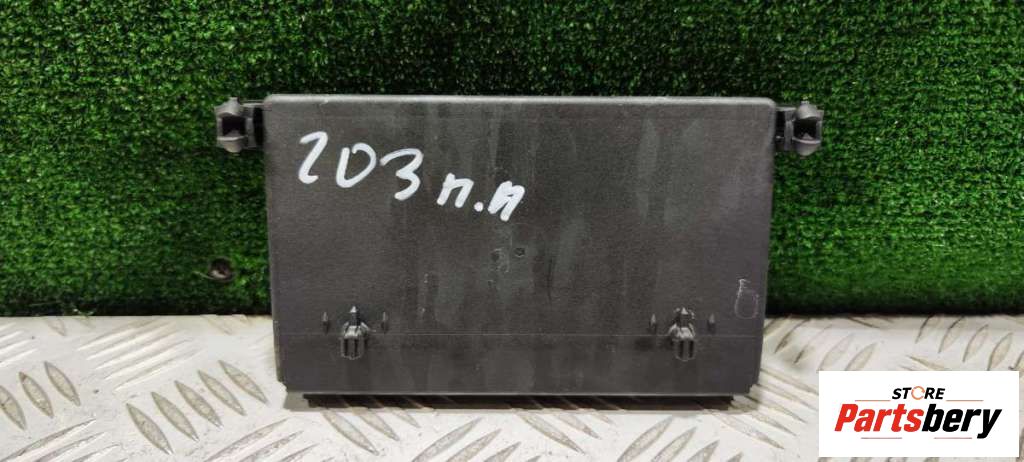 203 п.п
STORE
Partsbery